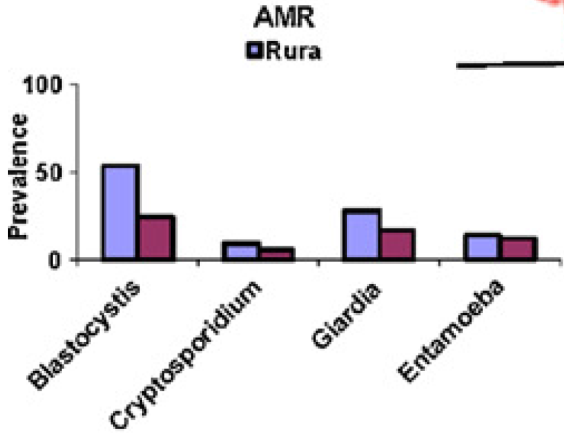 AMR
Rura
100
50
0
Prevalence
Blastocystis
Cryptosporidium
Giardia
Entamoeba